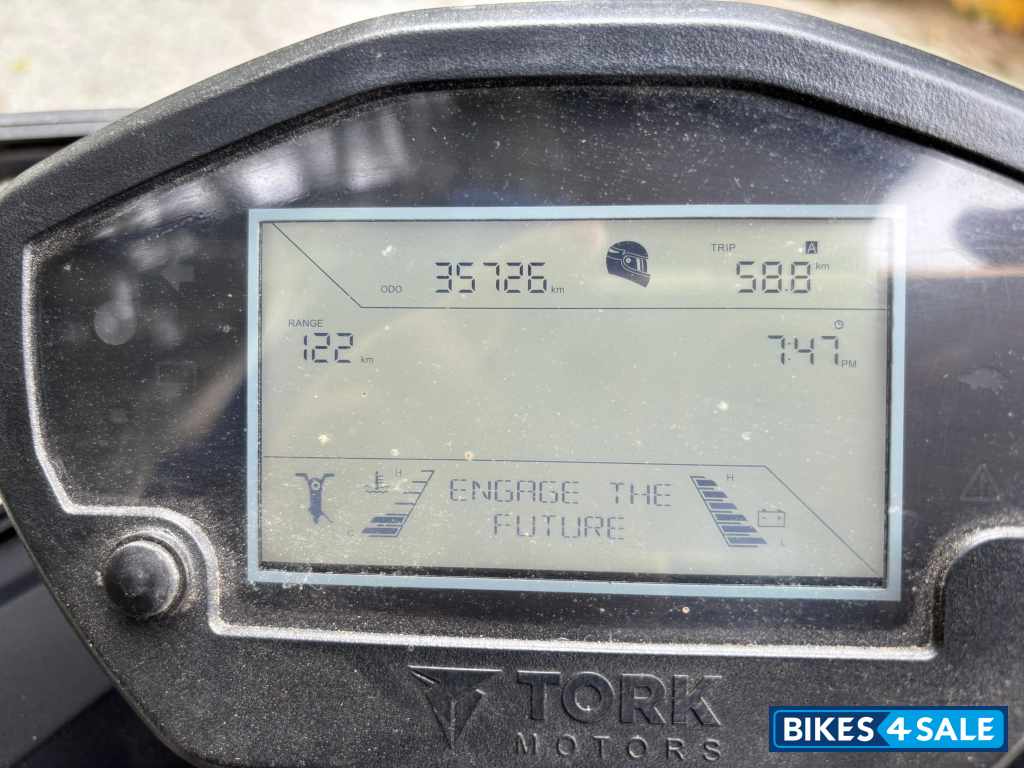 TRIP A
ODO 35726 km 58.8 km
RANGE
122 km 7:47 PM
H H
ENGAGE THE
FUTURE
C L
TORK
MOTORS
BIKES4SALE